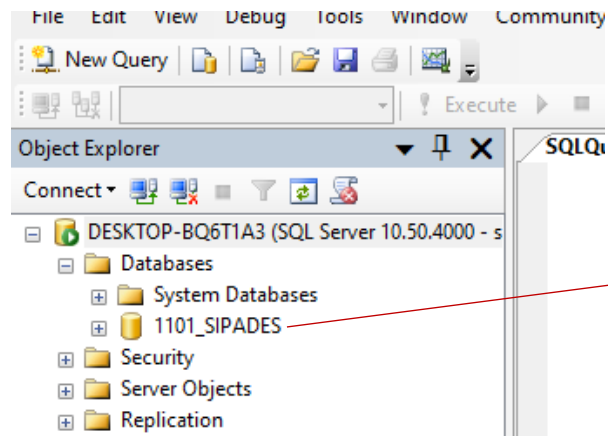 File Edit View Debug Tools Window Community
New Query
Execute
Object Explorer
SQLQu
Connect
DESKTOP-BQ6T1A3 (SQL Server 10.50.4000 - s
Databases
System Databases
1101_SIPADES
Security
Server Objects
Replication